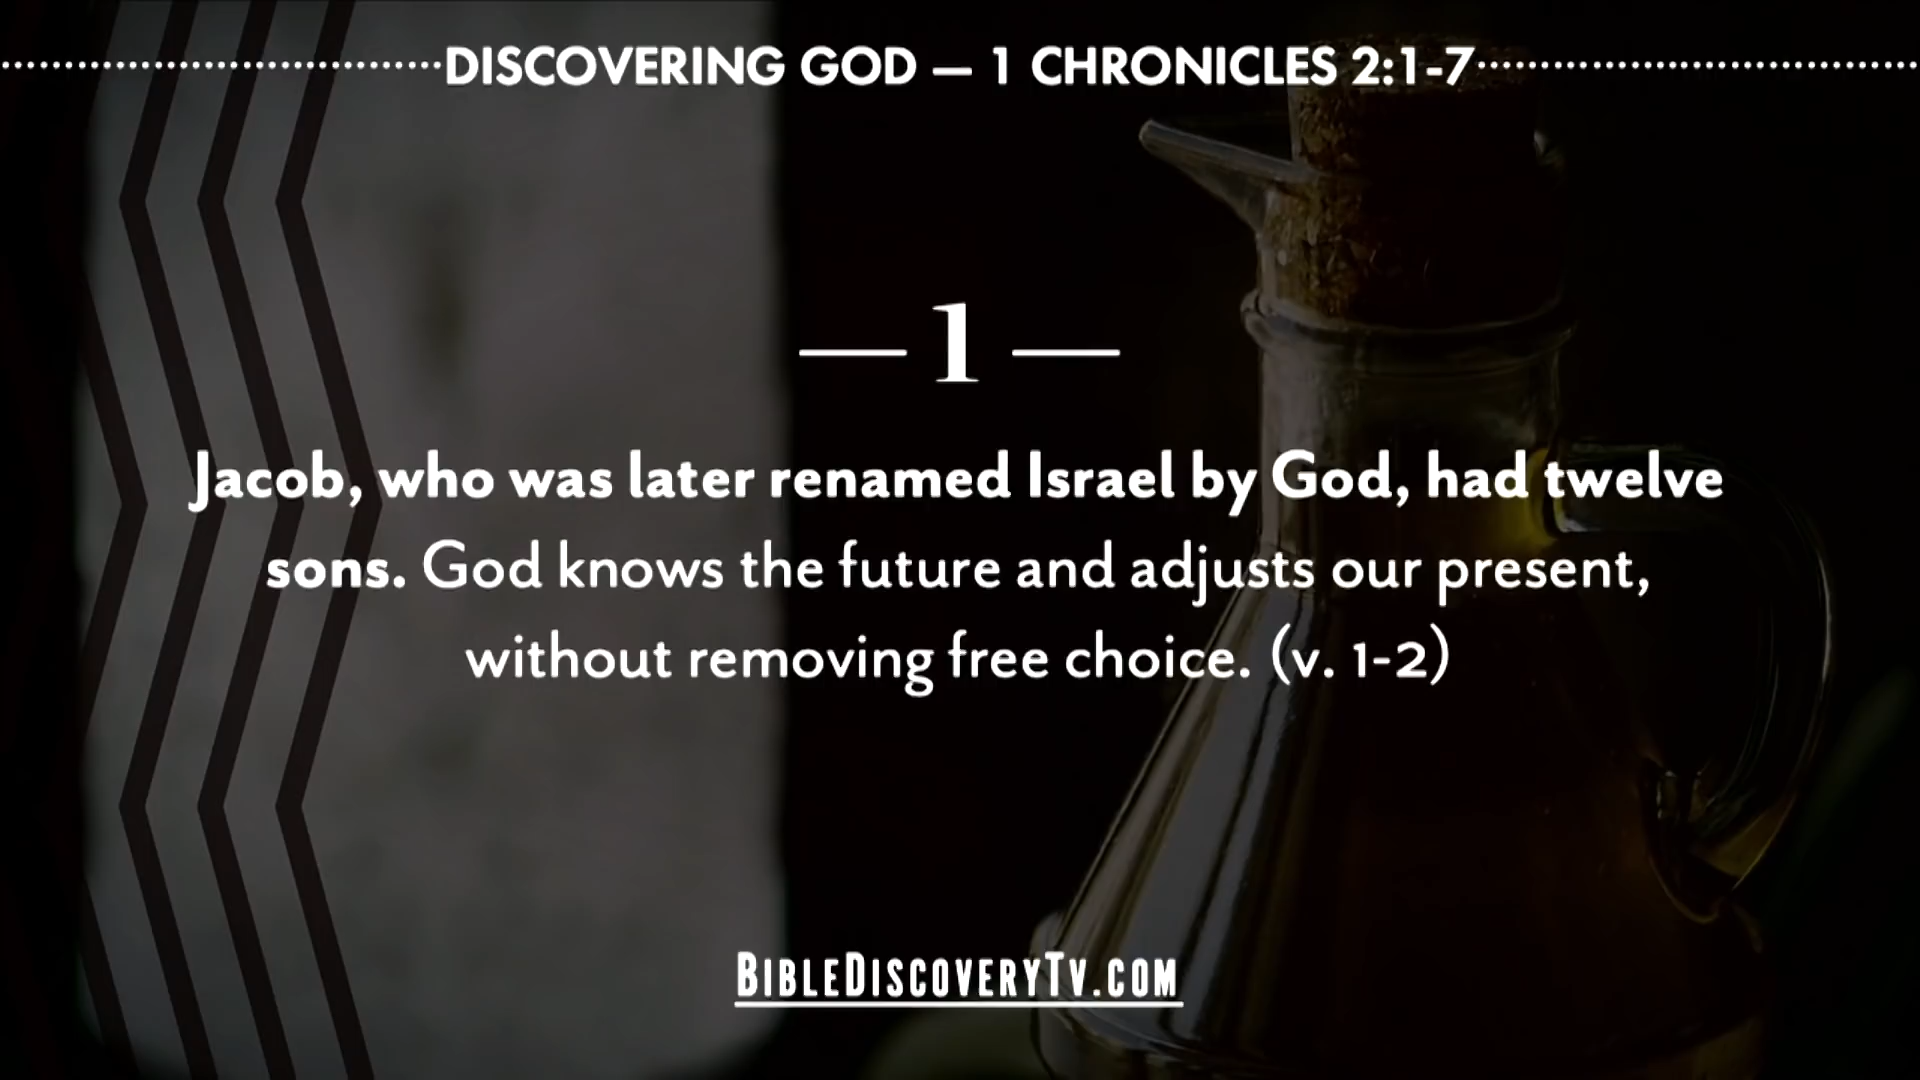 DISCOVERING GOD — 1 CHRONICLES 2:1-7
— 1 —
Jacob, who was later renamed Israel by God, had twelve
sons. God knows the future and adjusts our present,
without removing free choice. (v. 1-2)
BIBLEDISCOVERYTV.COM